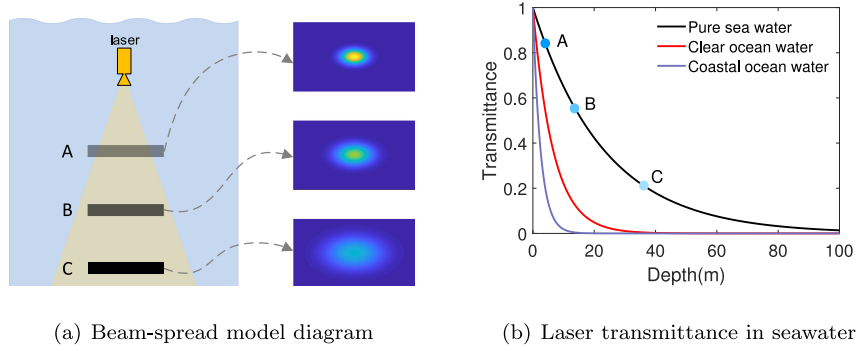 laser
A
B
C
(a) Beam-spread model diagram
1
0.8
0.6
0.4
0.2
0
Transmittance
A
B
C
Pure sea water
Clear ocean water
Coastal ocean water
0 20 40 60 80 100
Depth(m)
(b) Laser transmittance in seawater